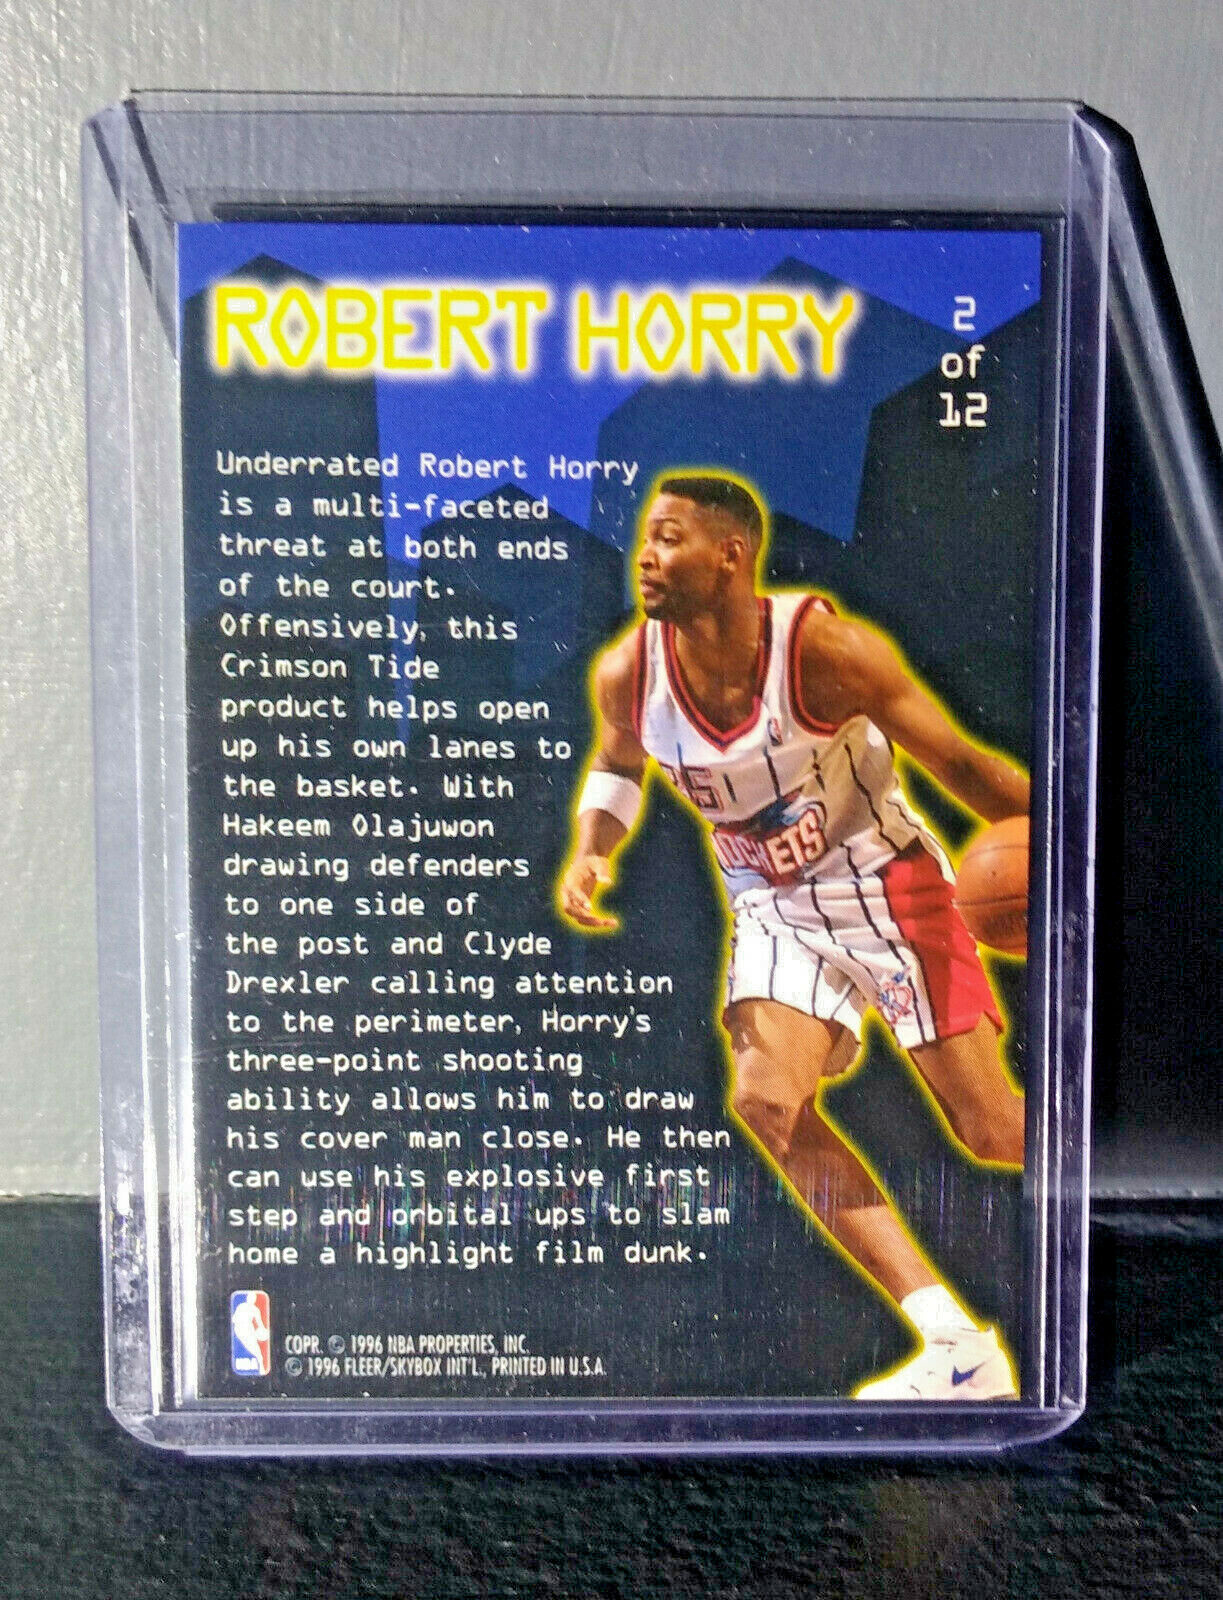 ROBERT HORRY
2
of
12
Underrated Robert Horry
is a multi-faceted
threat at both ends
of the court.
Offensively, this
Crimson Tide
product helps open
up his own lanes to
the basket. With
Hakeem Olajuwon
drawing defenders
to one side of
the post and Clyde
Drexler calling attention
to the perimeter, Horry's
three-point shooting
ability allows him to draw
his cover man close. He then
can use his explosive first
step and orbital ups to slam
home a highlight film dunk.
ROCKETS
NBA
COPR. © 1996 NBA PROPERTIES, INC.
© 1996 FLEER/SKYBOX INT'L., PRINTED IN U.S.A.